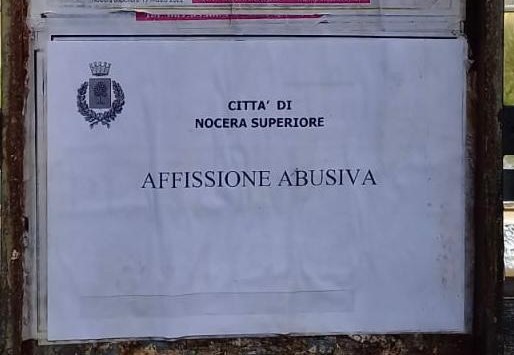 CITTA' DI
NOCERA SUPERIORE
AFFISSIONE ABUSIVA